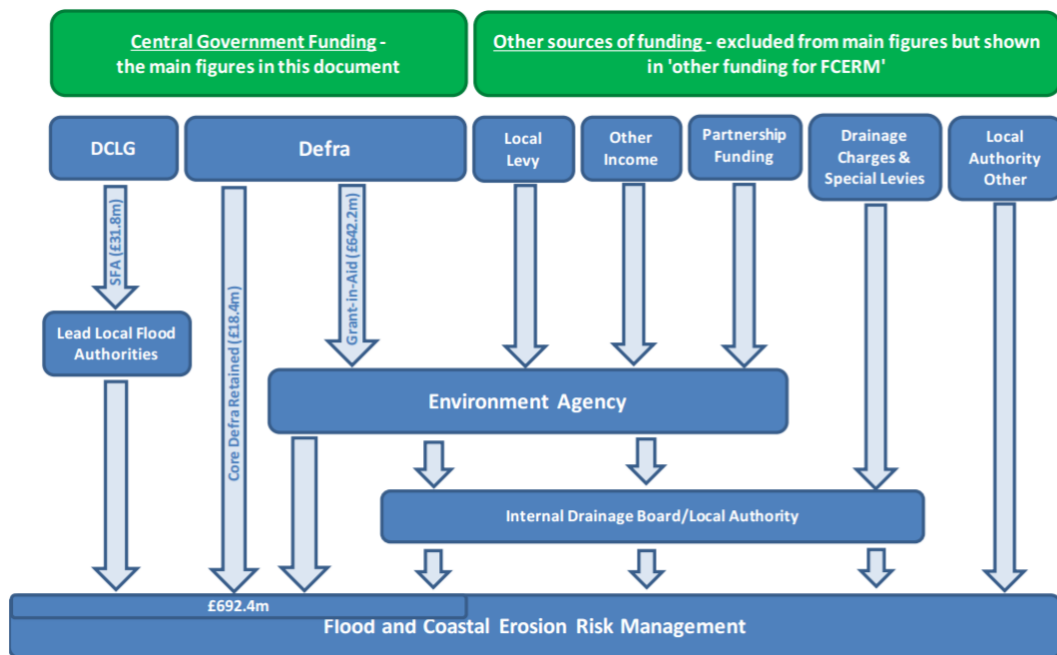 Central Government Funding -
the main figures in this document
Other sources of funding - excluded from main figures but shown
in 'other funding for FCERM'
DCLG
Defra
Local
Levy
Other
Income
Partnership
Funding
Drainage
Charges &
Special Levies
Local
Authority
Other
SFA (£31.8m)
Core Defra Retained (£18.4m)
Grant-in-Aid (£642.2m)
Lead Local Flood
Authorities
Environment Agency
Internal Drainage Board/Local Authority
£692.4m
Flood and Coastal Erosion Risk Management